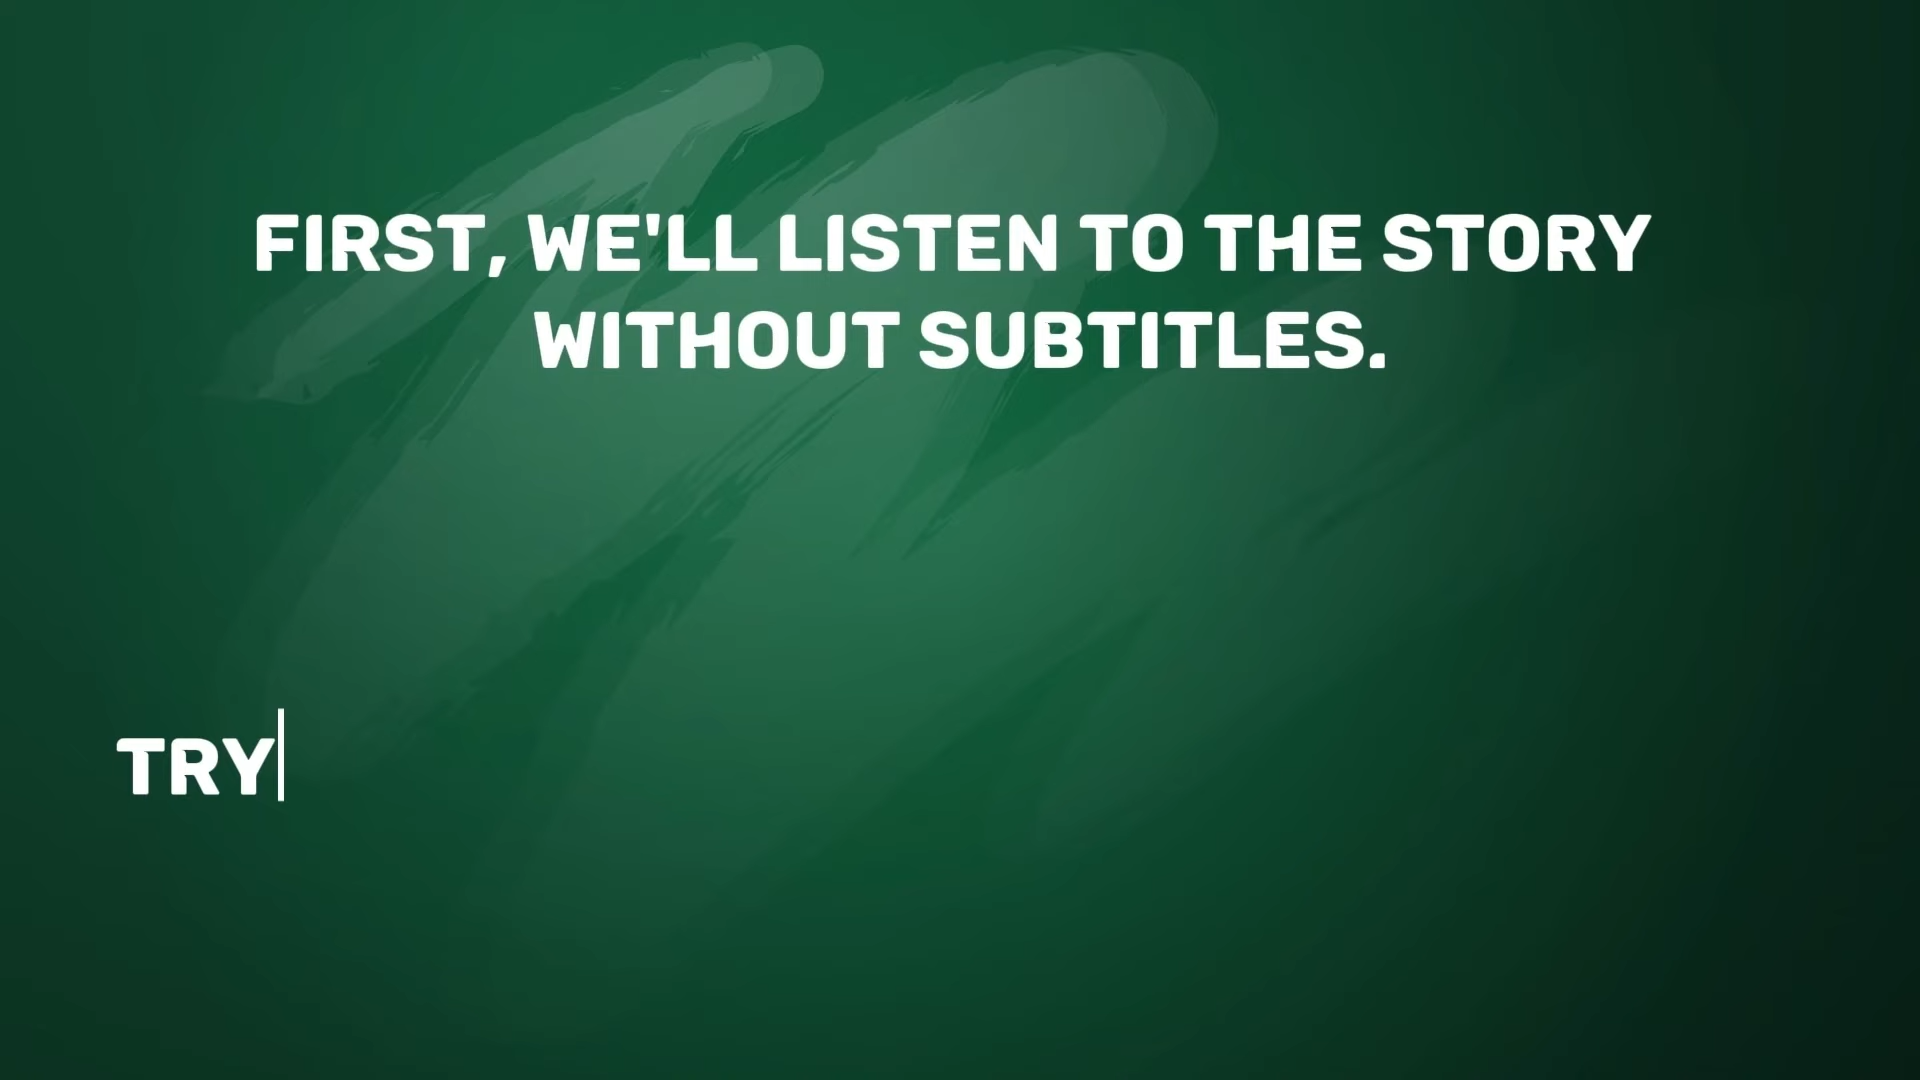 FIRST, WE'LL LISTEN TO THE STORY
WITHOUT SUBTITLES.
TRY